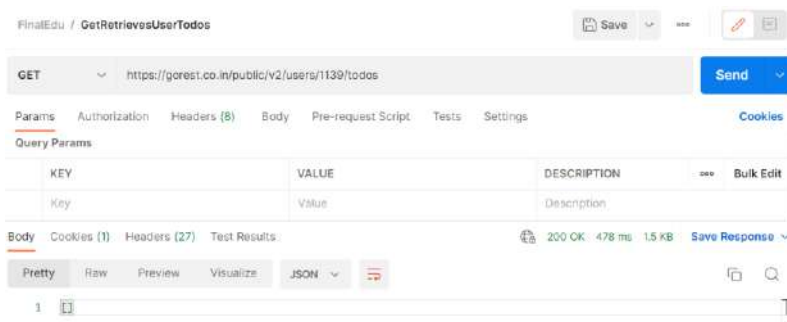 FinalEdu / GetRetrievesUserTodos Save
GET https://gorest.co.in/public/v2/users/1139/todos Send
Params Authorization Headers (8) Body Pre-request Script Tests Settings Cookies
Query Params
KEY VALUE DESCRIPTION Bulk Edit
Key Value Description
Body Cookies (1) Headers (27) Test Results 200 OK 478 ms 1.5 KB Save Response
Pretty Raw Preview Visualize JSON
1 []